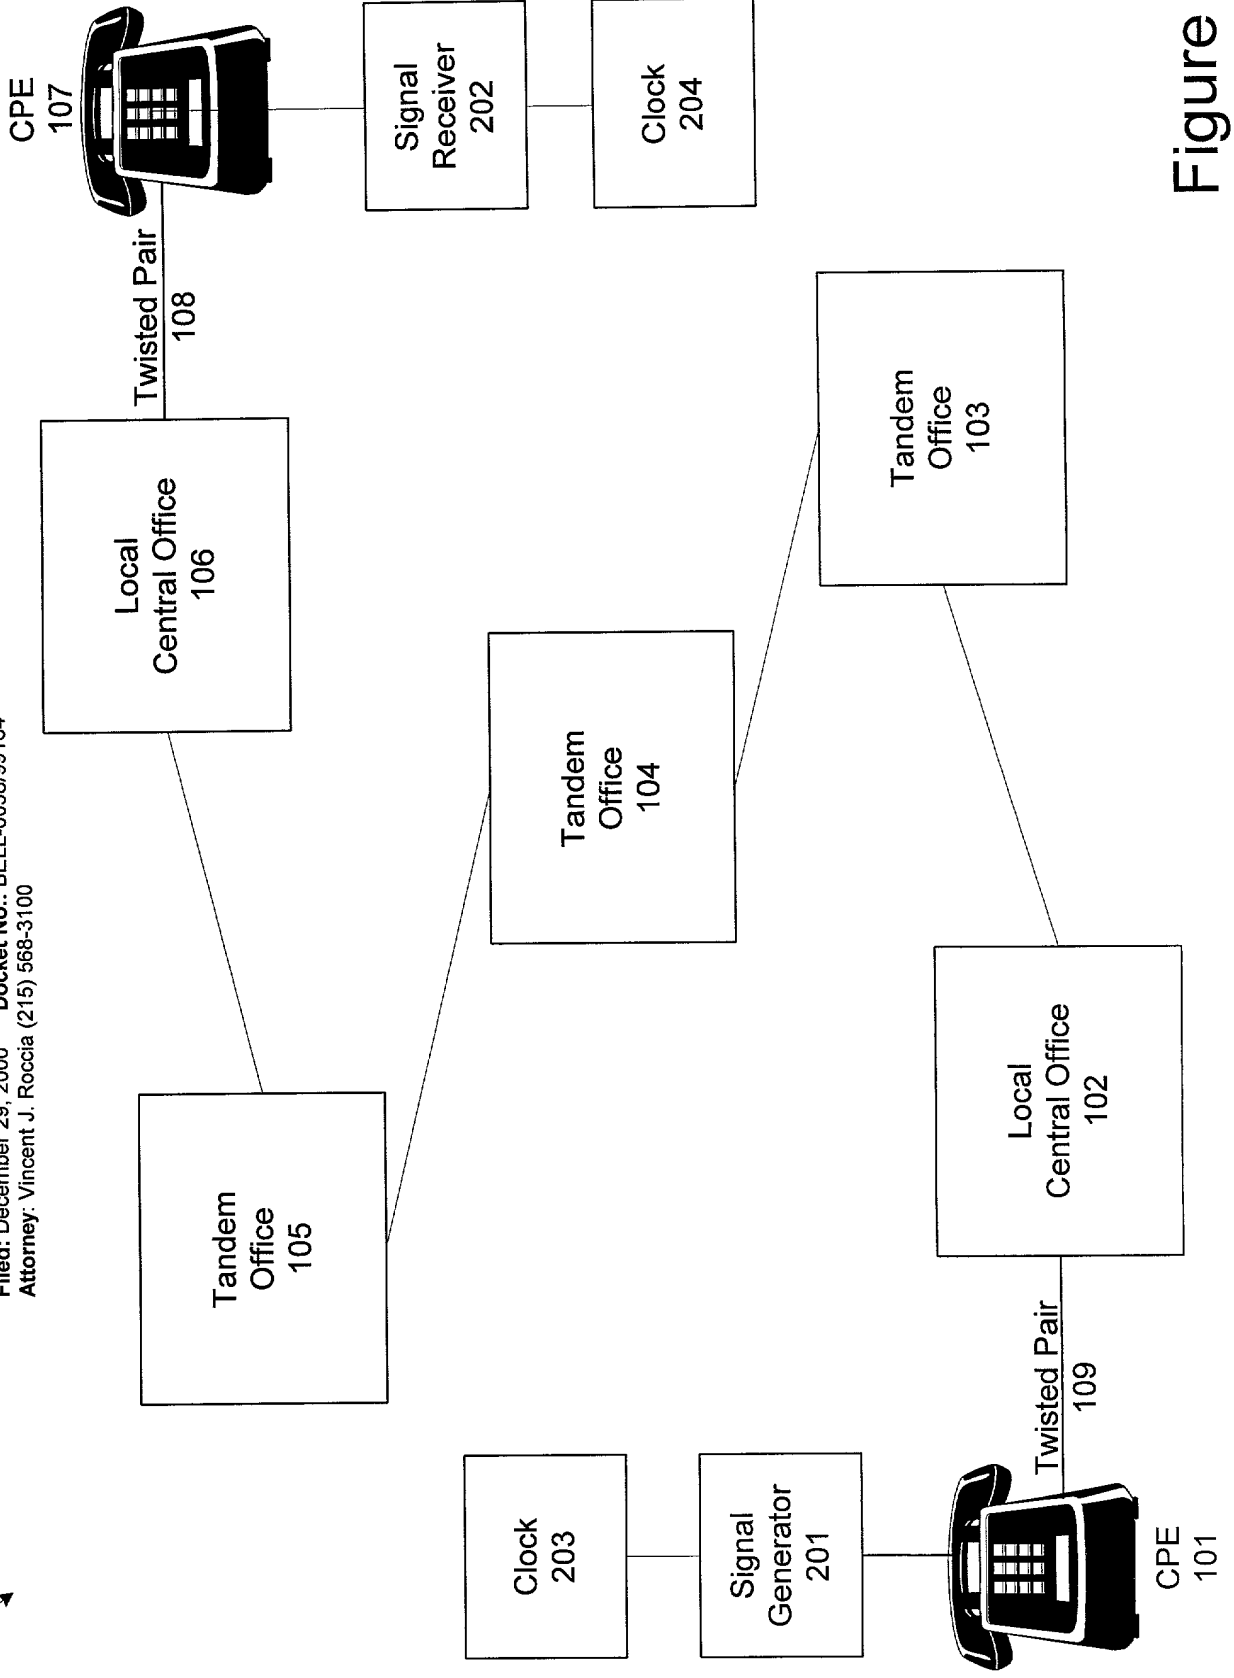 Filed: December 29, 2000 Docket No.:
Attorney: Vincent J. Roccia (215) 568-3100
CPE
107
Local
Central Office
106
Twisted Pair
108
Tandem
Office
105
Signal
Receiver
202
Clock
203
Tandem
Office
104
Clock
204
Signal
Generator
201
Tandem
Office
103
Local
Central Office
102
Twisted Pair
109
CPE
101
Figure